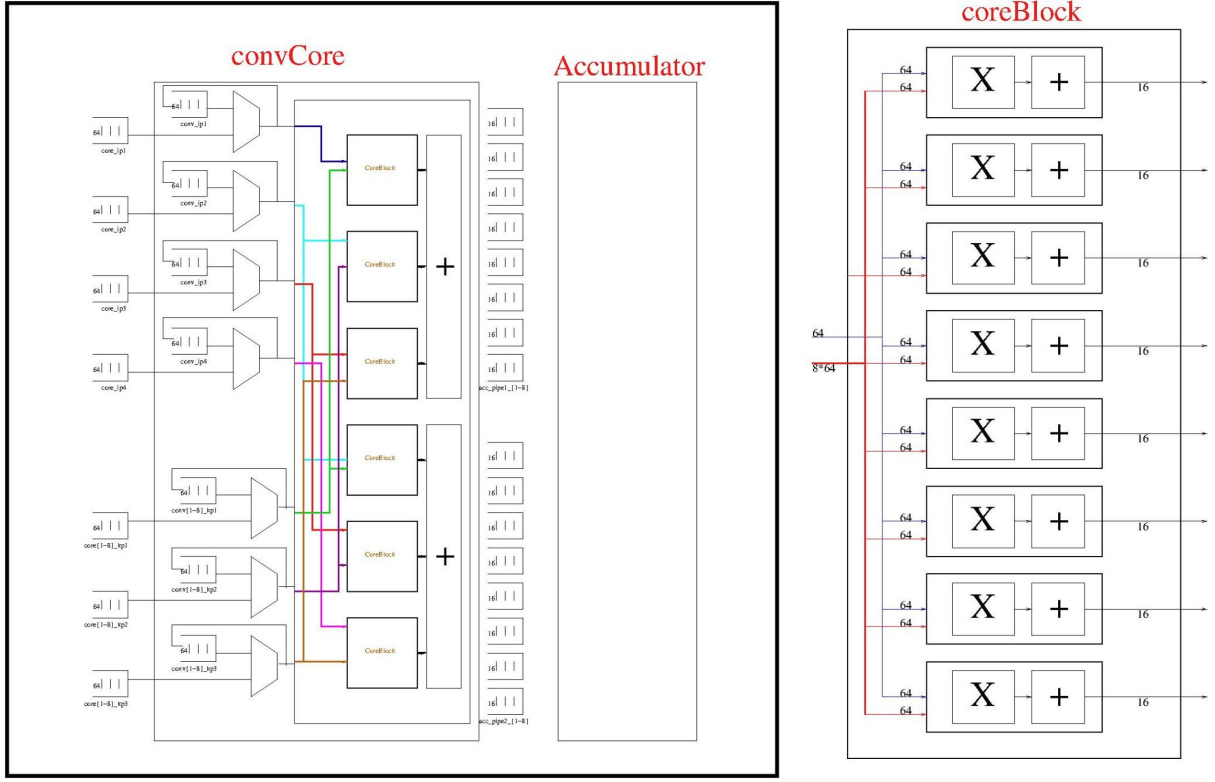 convCore
Accumulator
coreBlock
64
conv_ip1
64
core_ip1
64
conv_ip2
64
core_ip2
64
conv_ip3
64
core_ip3
64
conv_ip4
64
core_ip4
64
conv[1-8]_kp1
64
core[1-8]_kp1
64
conv[1-8]_kp2
64
core[1-8]_kp2
64
conv[1-8]_kp3
64
core[1-8]_kp3
CoreBlock
CoreBlock
CoreBlock
+
CoreBlock
CoreBlock
CoreBlock
+
16
16
16
16
16
16
16
16
acc_pipe1_[1-8]
16
16
16
16
16
16
16
16
acc_pipe2_[1-8]
64
8*64
64
64
X + 16
64
64
X + 16
64
64
X + 16
64
64
X + 16
64
64
X + 16
64
64
X + 16
64
64
X + 16
64
64
X + 16